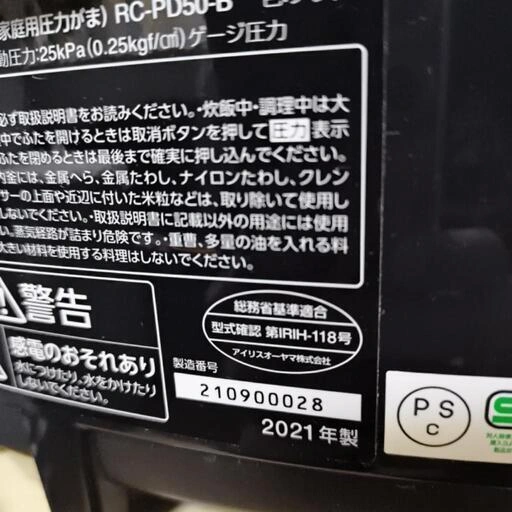 家庭用圧力がま) RC-PD50-B
動圧力:25kPa(0.25kgf/㎠)ゲージ圧力
必ず取扱説明書をお読みください。・炊飯中・調理中は大
中でふたを開けるときは取消ボタンを押して 圧力 表示
ふたを閉めるときは最後まで確実に押し込んでください。
内釜には、金属へら、金属たわし、ナイロンたわし、クレン
サーの上面や近辺に付いた米粒などは、取り除いて使用し
ないでください。・取扱説明書に記載以外の用途には使用
い。蒸気経路が詰まり危険です。・重曹、多量の油を入れる料
大きい材料を使用する料理はしないでください。
警告
感電のおそれあり
水につけたり、水をかけたり
しないでください。
総務省基準適合
型式確認 第IRIH-118号
アイリスオーヤマ株式会社
製造番号
210900028
2021年製
PS
C
S